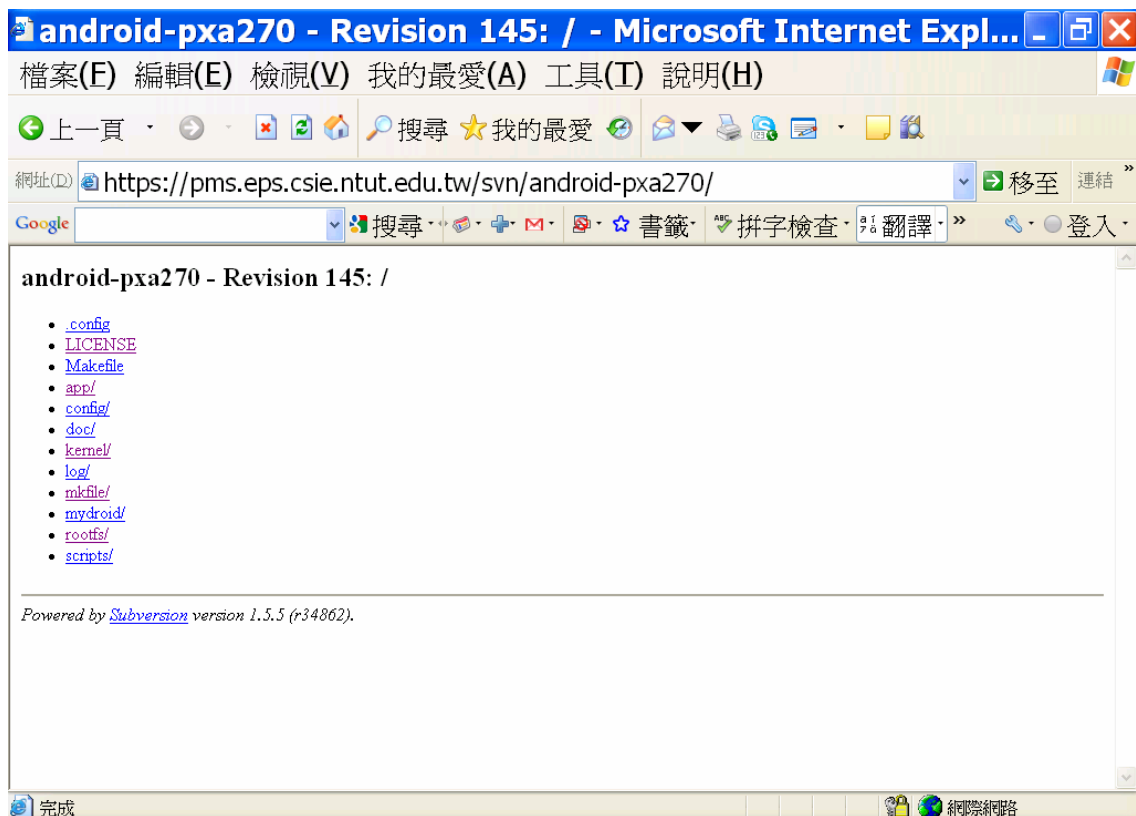 android-pxa270 - Revision 145: / - Microsoft Internet Expl...
檔案(F) 編輯(E) 檢視(V) 我的最愛(A) 工具(T) 說明(H)
上一頁 搜尋 我的最愛
網址(D) https://pms.eps.csie.ntut.edu.tw/svn/android-pxa270/ 移至 連結 »
Google 搜尋 書籤 拼字檢查 翻譯 » 登入
android-pxa270 - Revision 145: /
.config
LICENSE
Makefile
app/
config/
doc/
kernel/
log/
mkfile/
mydroid/
rootfs/
scripts/
Powered by Subversion version 1.5.5 (r34862).
完成 網際網路